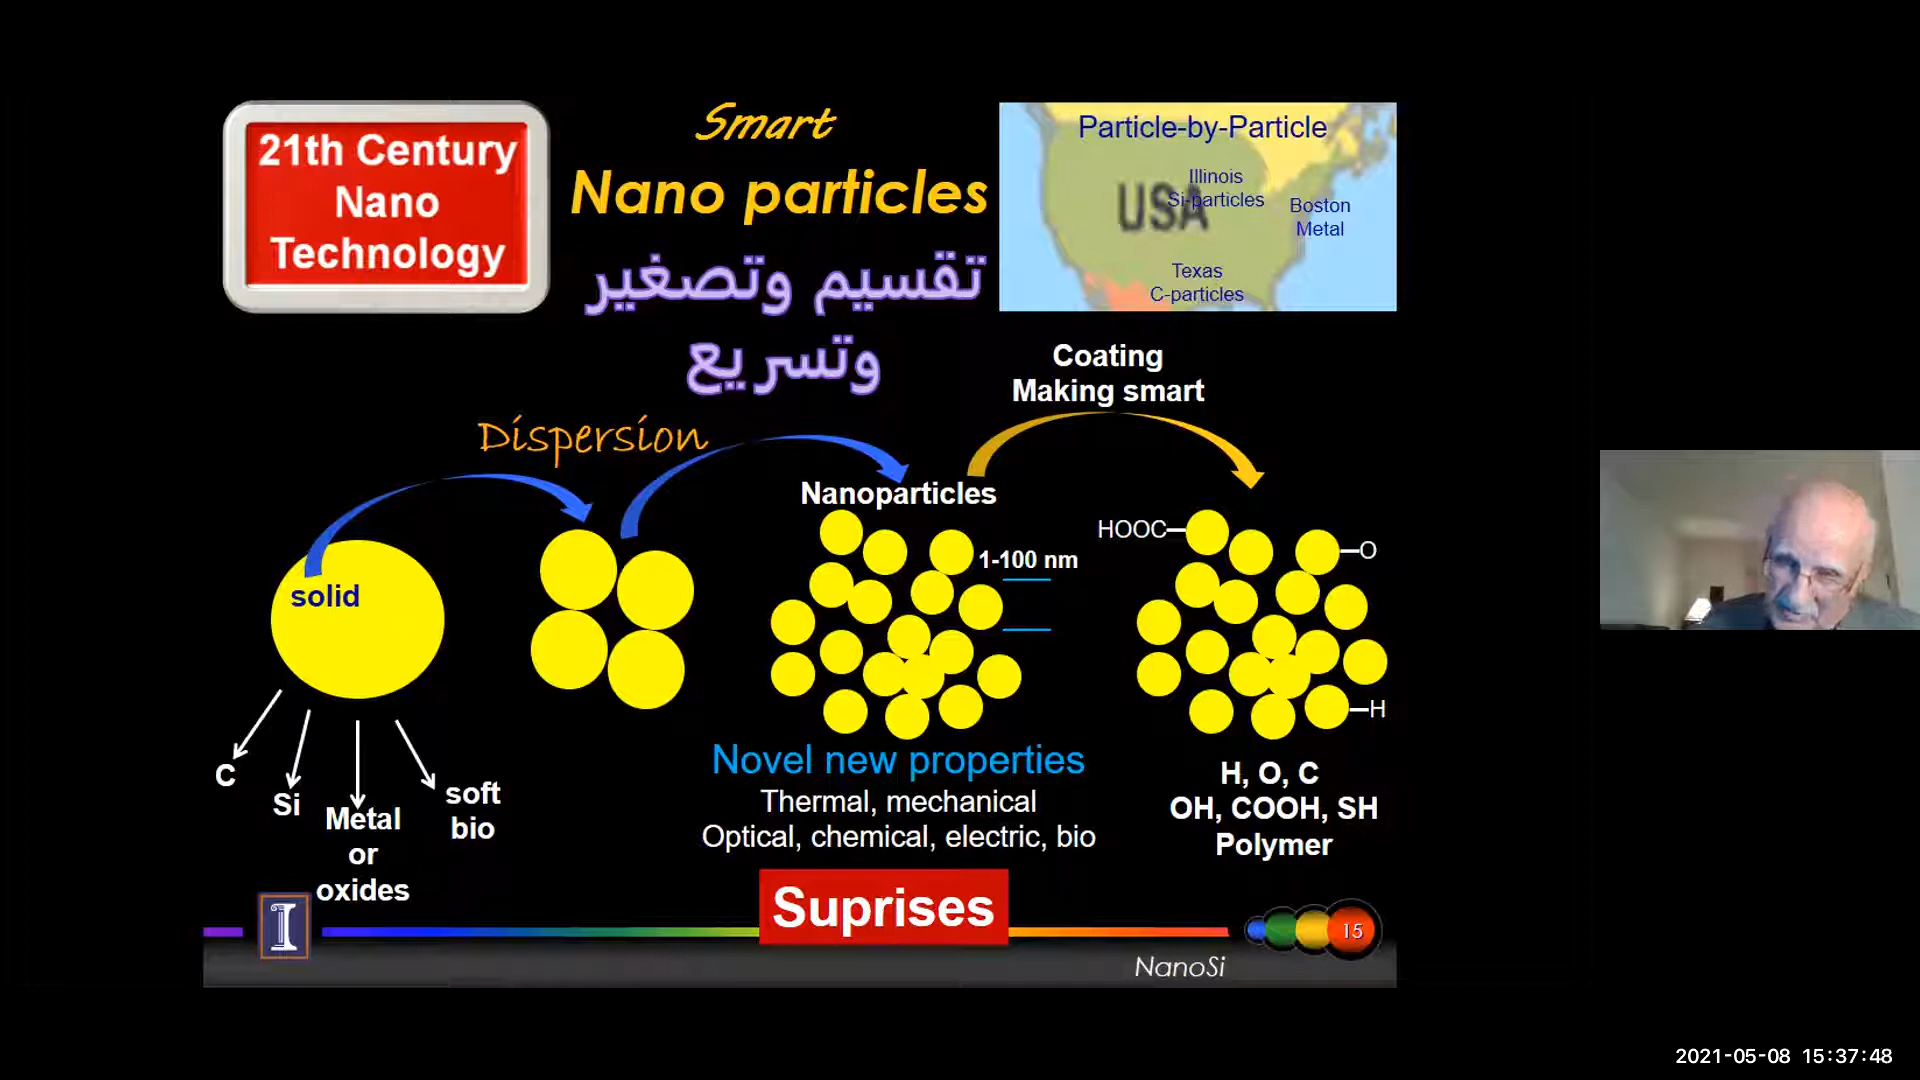 21th Century
Nano
Technology
Smart
Nano particles
تقسيم وتصغير
وتسريع
Particle-by-Particle
Illinois
Si-particles
USA
Boston
Metal
Texas
C-particles
Coating
Making smart
Dispersion
Nanoparticles
1-100 nm
solid
HOOC
O
H
C
Si
Metal
or
oxides
soft
bio
Novel new properties
Thermal, mechanical
Optical, chemical, electric, bio
H, O, C
OH, COOH, SH
Polymer
Suprises
I
15
NanoSi
2021-05-08 15:37:48